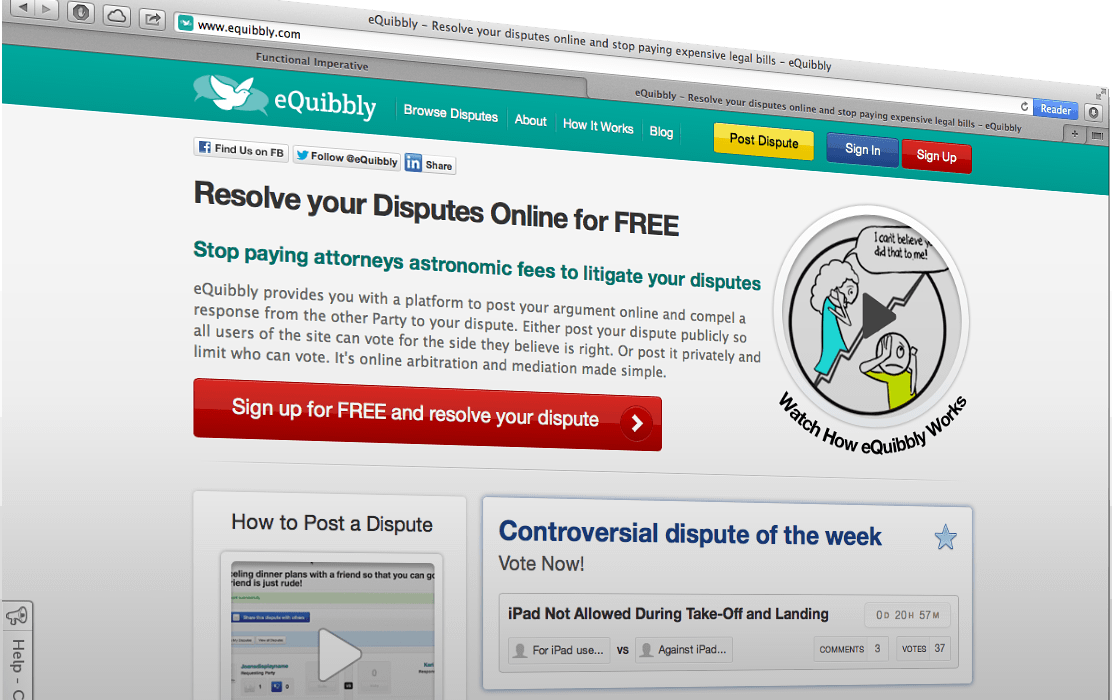 eQuibbly – Resolve your disputes online and stop paying expensive legal bills – eQuibbly
www.equibbly.com
Reader
Functional Imperative
eQuibbly – Resolve your disputes online and stop paying expensive legal bills – eQuibbly
eQuibbly
Browse Disputes
About
How It Works
Blog
Post Dispute
Sign In
Sign Up
Find Us on FB
Follow @eQuibbly
in Share
Resolve your Disputes Online for FREE
Stop paying attorneys astronomic fees to litigate your disputes
eQuibbly provides you with a platform to post your argument online and compel a
response from the other Party to your dispute. Either post your dispute publicly so
all users of the site can vote for the side they believe is right. Or post it privately and
limit who can vote. It's online arbitration and mediation made simple.
Sign up for FREE and resolve your dispute
I can't believe y
did that to me!
Watch How eQuibbly Works
How to Post a Dispute
eling dinner plans with a friend so that you can go
riend is just rude!
Share this dispute with others
Jeansdisplayname
Requesting Party
1
0
0
vs
Controversial dispute of the week
Vote Now!
iPad Not Allowed During Take-Off and Landing
0D 20H 57M
For iPad use...
vs
Against iPad...
COMMENTS 3
VOTES 37
Help - C